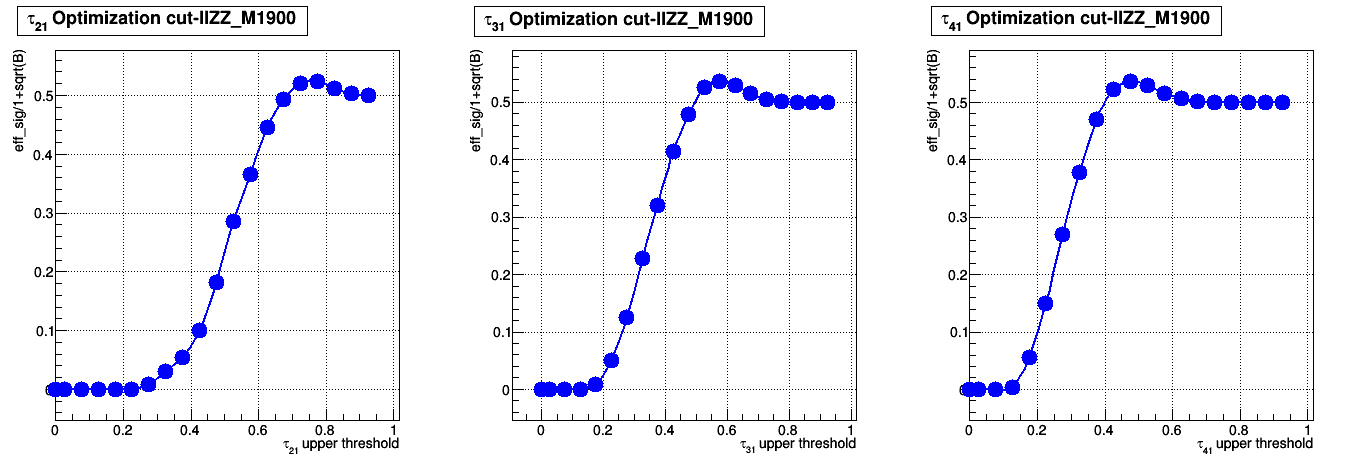 τ21 Optimization cut-llZZ_M1900
eff_sig/1+sqrt(B)
0.5
0.4
0.3
0.2
0.1
0
0 0.2 0.4 0.6 0.8 1
τ21 upper threshold
τ31 Optimization cut-llZZ_M1900
eff_sig/1+sqrt(B)
0.5
0.4
0.3
0.2
0.1
0
0 0.2 0.4 0.6 0.8 1
τ31 upper threshold
τ41 Optimization cut-llZZ_M1900
eff_sig/1+sqrt(B)
0.5
0.4
0.3
0.2
0.1
0
0 0.2 0.4 0.6 0.8 1
τ41 upper threshold